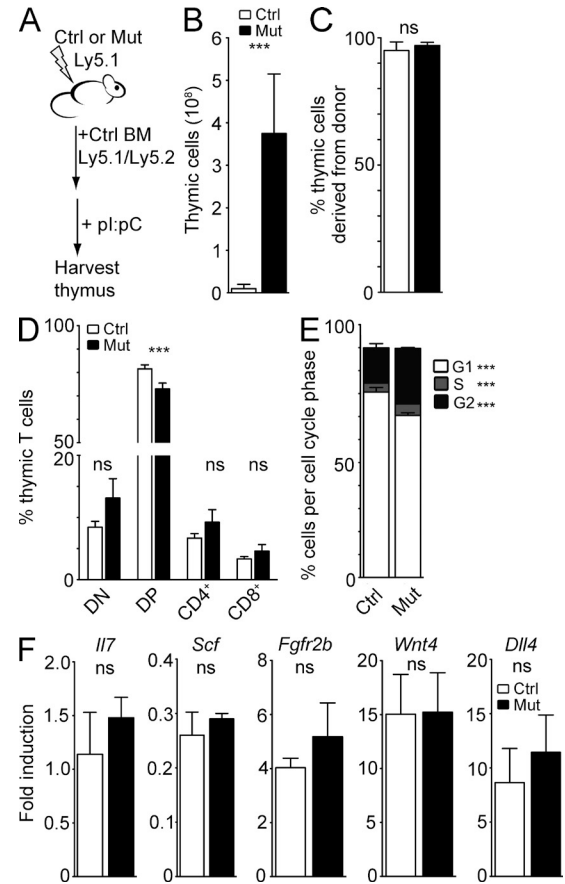 A
Ctrl or Mut
Ly5.1
+Ctrl BM
Ly5.1/Ly5.2
+ pI:pC
Harvest
thymus
B
Ctrl
Mut
***
Thymic cells (10⁸)
6
5
4
3
2
1
0
C
ns
% thymic cells
derived from donor
100
50
0
D
Ctrl
Mut
***
% thymic T cells
100
50
20
10
0
ns
ns
ns
DN
DP
CD4⁺
CD8⁺
E
% cells per cell cycle phase
100
50
0
G1 ***
S ***
G2 ***
Ctrl
Mut
F
Fold induction
Il7
ns
2.0
1.5
1.0
0.5
0
Scf
ns
0.4
0.3
0.2
0.1
0
Fgfr2b
ns
8
6
4
2
0
Wnt4
ns
20
15
10
5
0
Dll4
ns
Ctrl
Mut
20
15
10
5
0